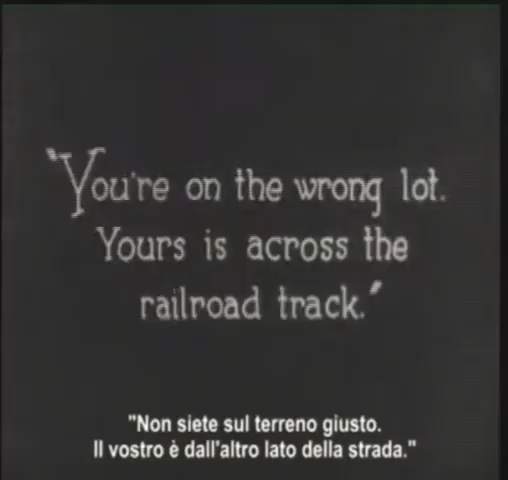 "You're on the wrong lot.
Yours is across the
railroad track."
"Non siete sul terreno giusto.
Il vostro è dall'altro lato della strada."